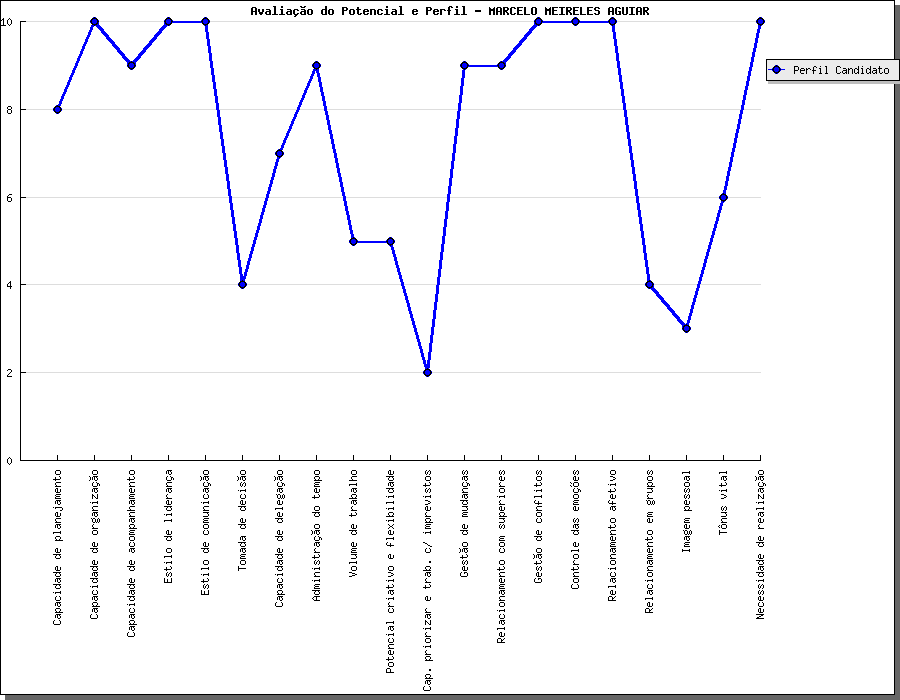 Avaliação do Potencial e Perfil - MARCELO MEIRELES AGUIAR
10
8
6
4
2
0
Perfil Candidato
Capacidade de planejamento
Capacidade de organização
Capacidade de acompanhamento
Estilo de liderança
Estilo de comunicação
Tomada de decisão
Capacidade de delegação
Administração do tempo
Volume de trabalho
Potencial criativo e flexibilidade
Cap. priorizar e trab. c/ imprevistos
Gestão de mudanças
Relacionamento com superiores
Gestão de conflitos
Controle das emoções
Relacionamento afetivo
Relacionamento em grupos
Imagem pessoal
Tônus vital
Necessidade de realização